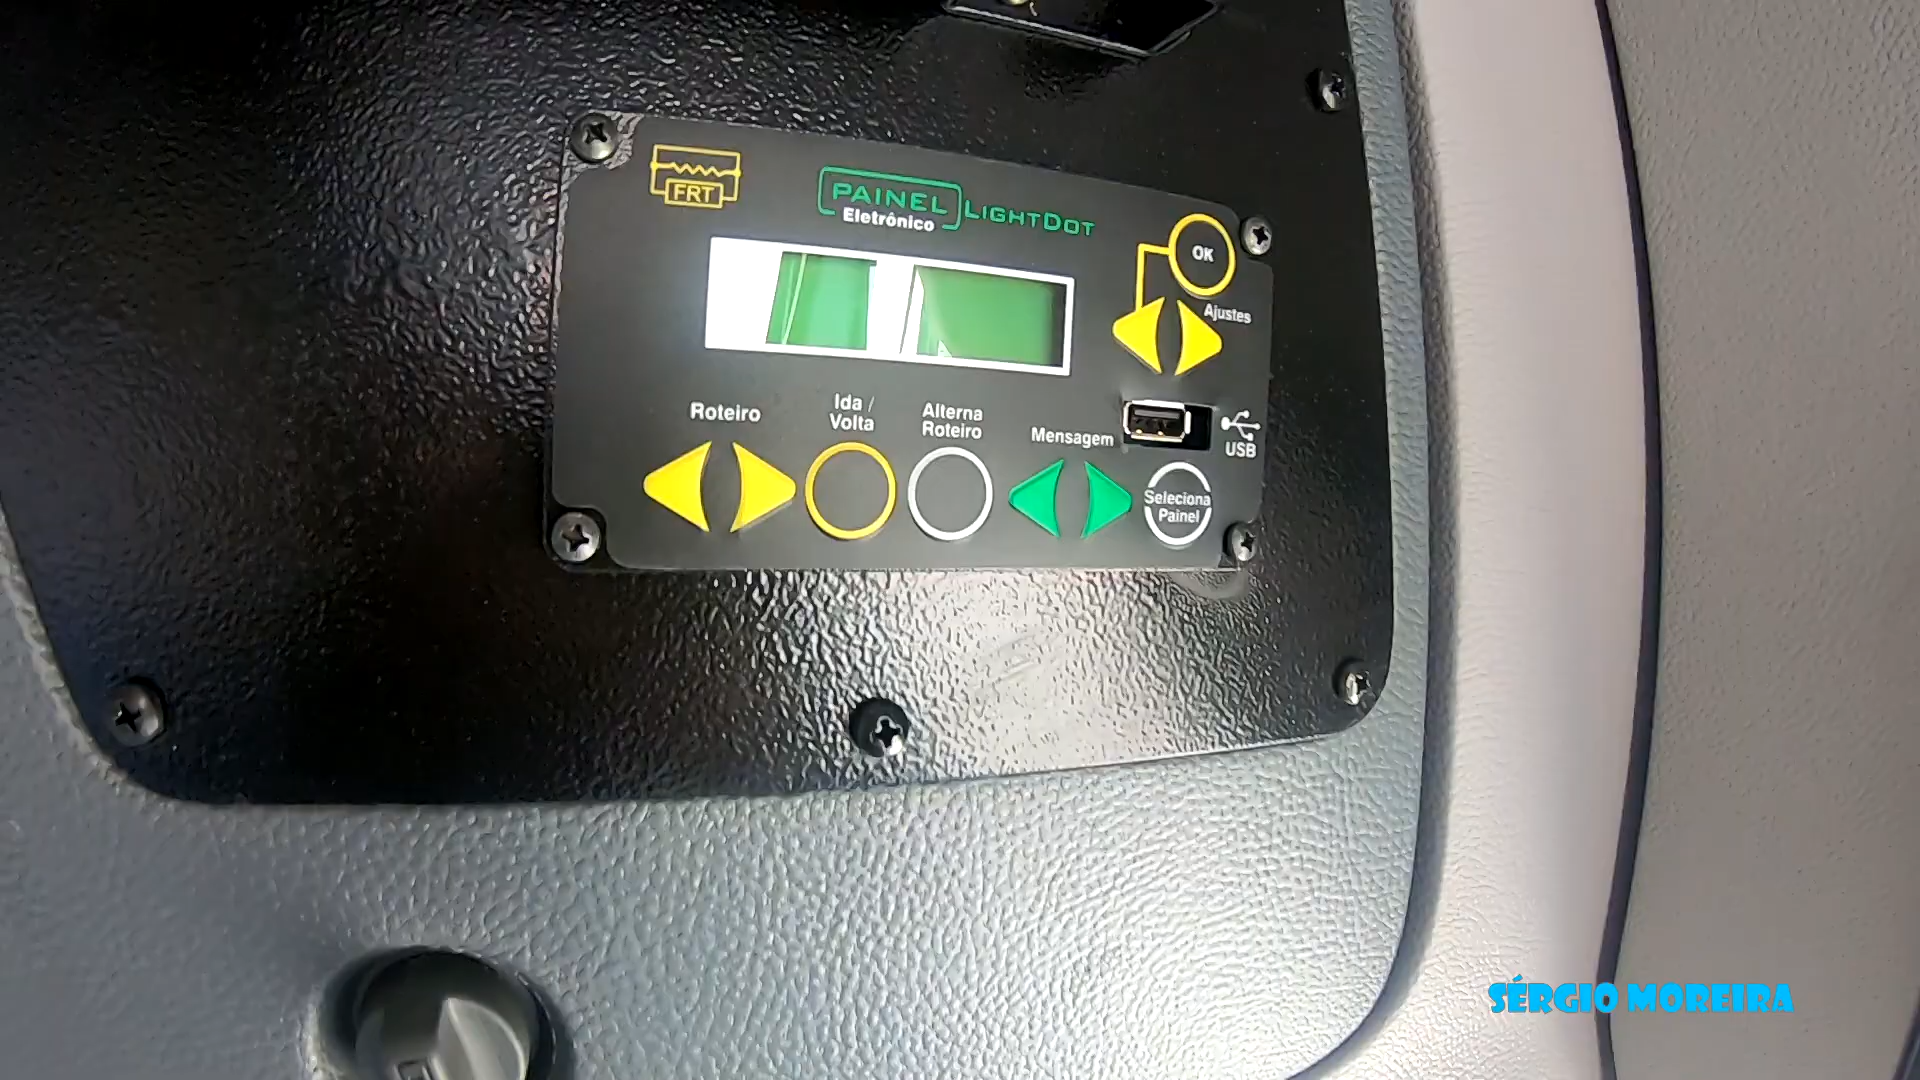 FRT
PAINEL LIGHTDOT
Eletrônico
OK
Ajustes
Roteiro
Ida /
Volta
Alterna
Roteiro
Mensagem
USB
Seleciona
Painel
SÉRGIO MOREIRA